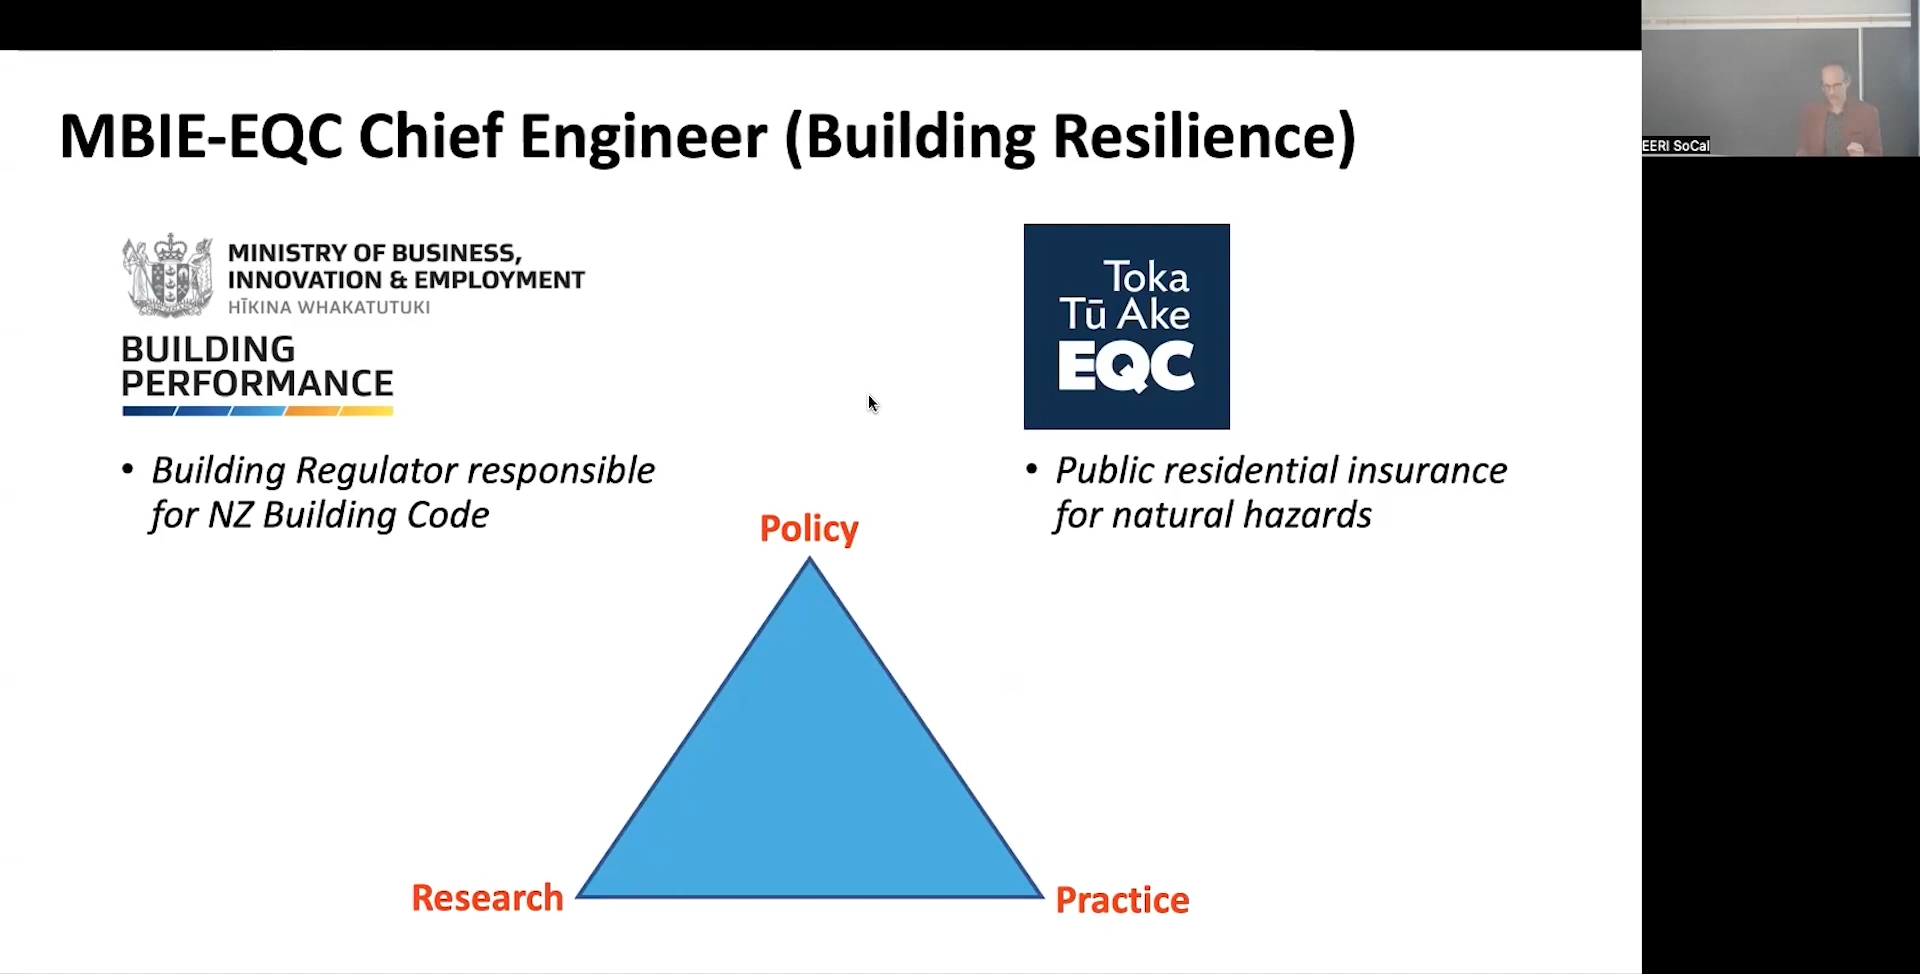 MBIE-EQC Chief Engineer (Building Resilience)
MINISTRY OF BUSINESS,
INNOVATION & EMPLOYMENT
HĪKINA WHAKATUTUKI
BUILDING
PERFORMANCE
• Building Regulator responsible
for NZ Building Code
Toka
Tū Ake
EQC
• Public residential insurance
for natural hazards
Policy
Research
Practice
EERI SoCal